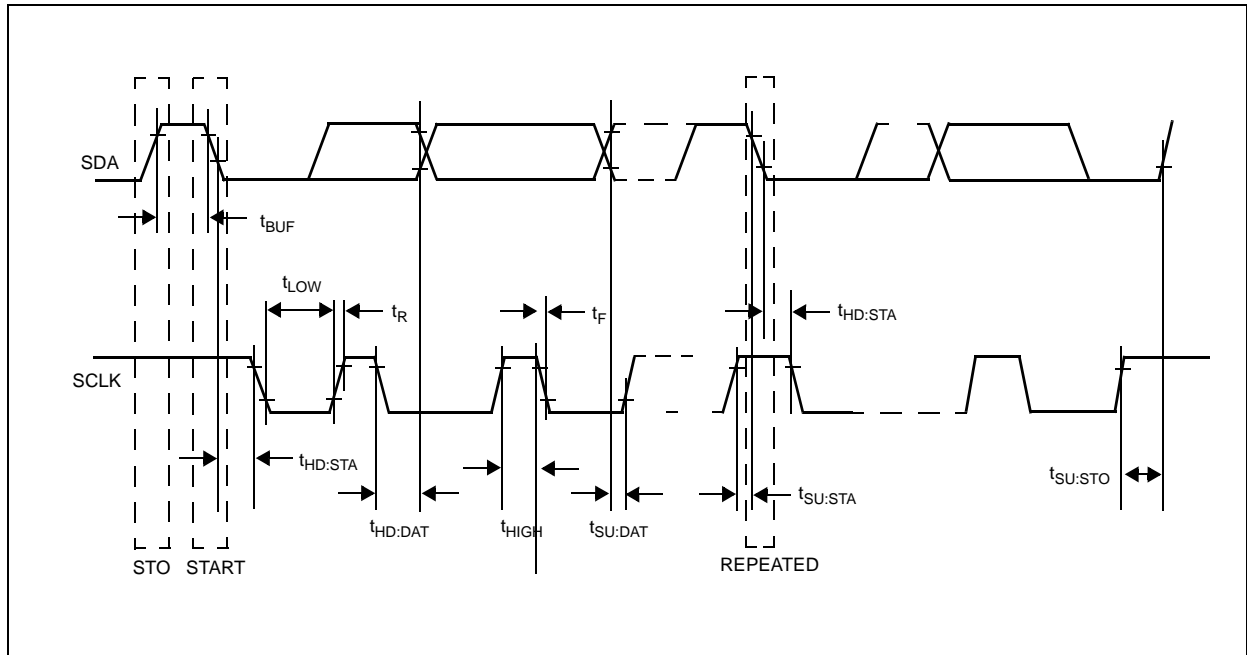 SDA
tBUF
tLOW
tR
tF
tHD:STA
SCLK
tHD:STA
tHD:DAT
tHIGH
tSU:DAT
tSU:STA
tSU:STO
STO
START
REPEATED